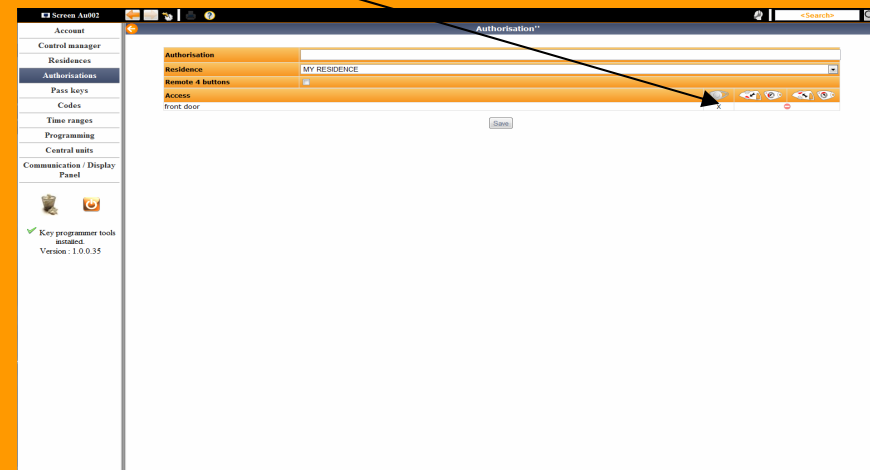 Screen Au002
<Search>
Account
Control manager
Residences
Authorisations
Pass keys
Codes
Time ranges
Programming
Central units
Communication / Display
Panel
Key programmer tools
installed.
Version : 1.0.0.35
Authorisation''
Authorisation
Residence MY RESIDENCE
Remote 4 buttons
Access
front door X
Save